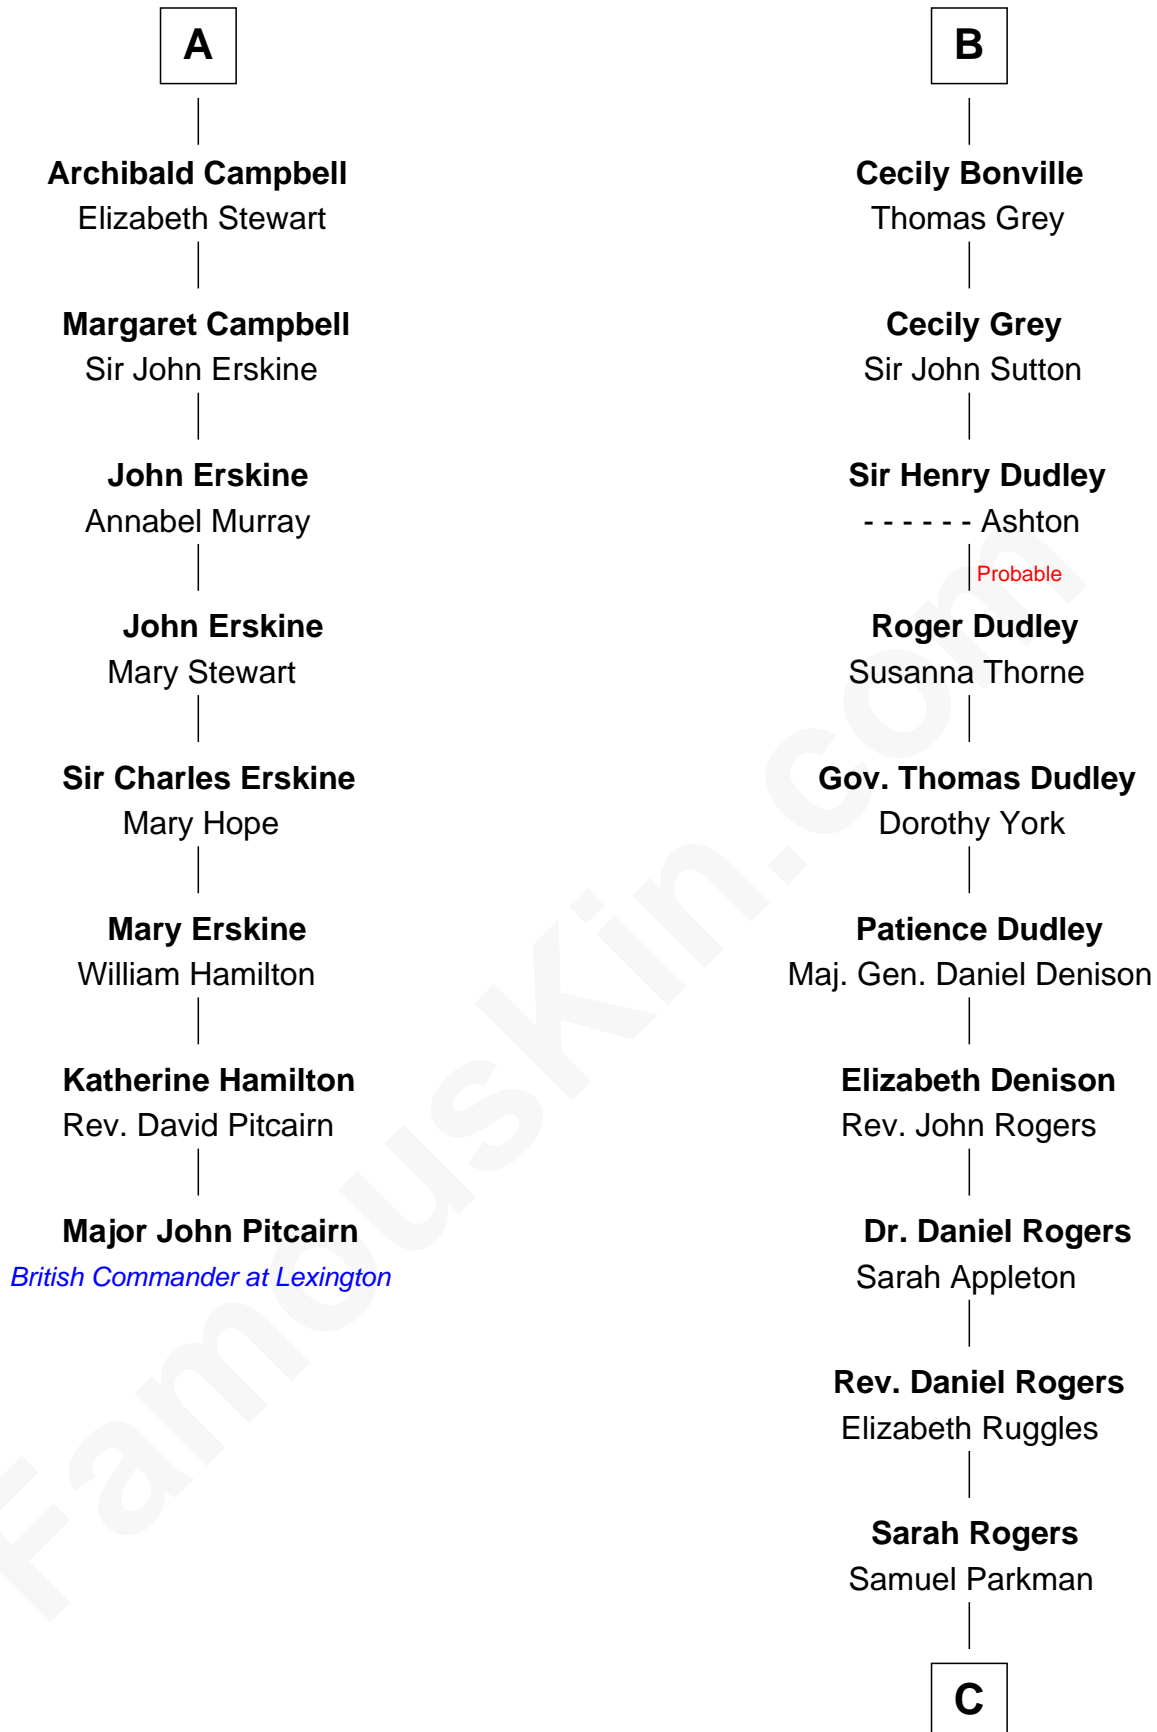 A
Archibald Campbell
Elizabeth Stewart
Margaret Campbell
Sir John Erskine
John Erskine
Annabel Murray
John Erskine
Mary Stewart
Sir Charles Erskine
Mary Hope
Mary Erskine
William Hamilton
Katherine Hamilton
Rev. David Pitcairn
Major John Pitcairn
British Commander at Lexington
B
Cecily Bonville
Thomas Grey
Cecily Grey
Sir John Sutton
Sir Henry Dudley
- - - - - - Ashton
Probable
Roger Dudley
Susanna Thorne
Gov. Thomas Dudley
Dorothy York
Patience Dudley
Maj. Gen. Daniel Denison
Elizabeth Denison
Rev. John Rogers
Dr. Daniel Rogers
Sarah Appleton
Rev. Daniel Rogers
Elizabeth Ruggles
Sarah Rogers
Samuel Parkman
C
FamousKin.com